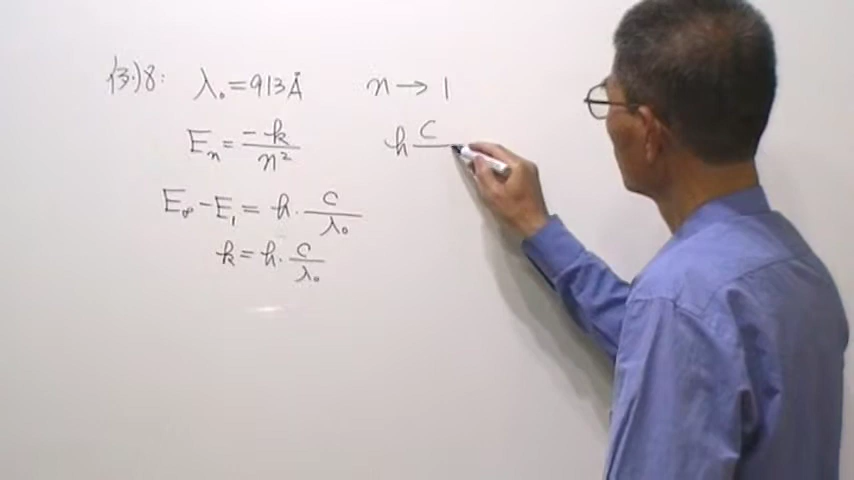 例)8: λ₀ = 913Å
Eₙ = -k/n²
E∞ - E₁ = h · c/λ₀
k = h · c/λ₀
n → 1
h c/